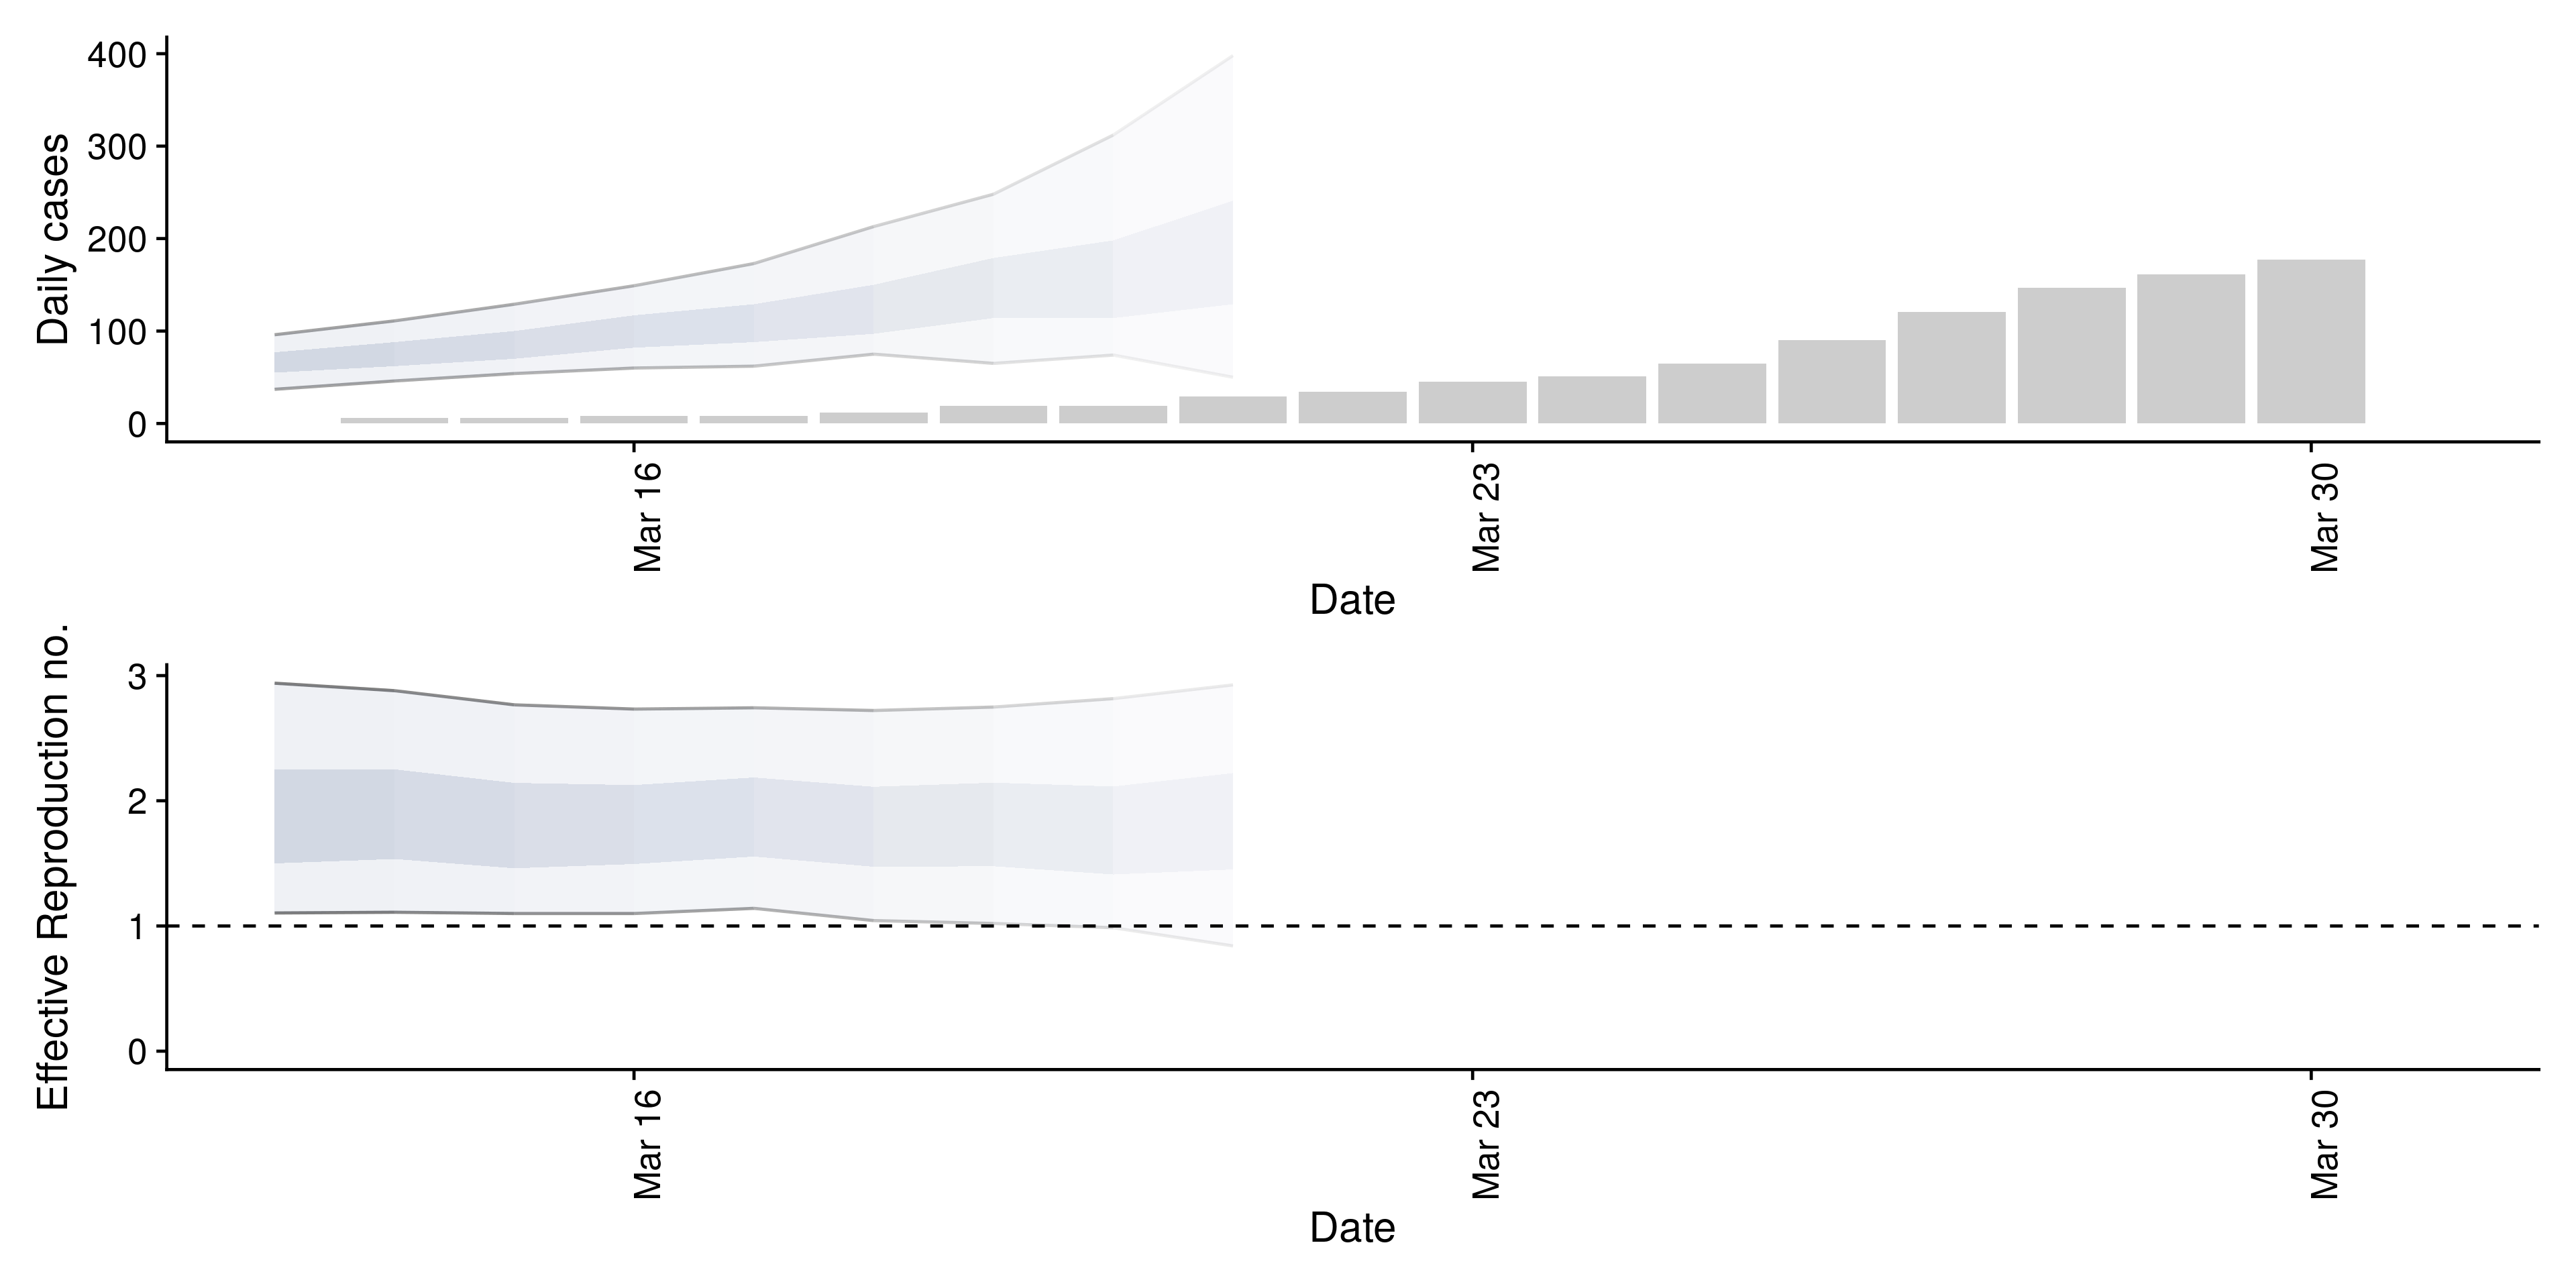 Daily cases
400
300
200
100
0
Mar 16
Mar 23
Mar 30
Date
Effective Reproduction no.
3
2
1
0
Mar 16
Mar 23
Mar 30
Date